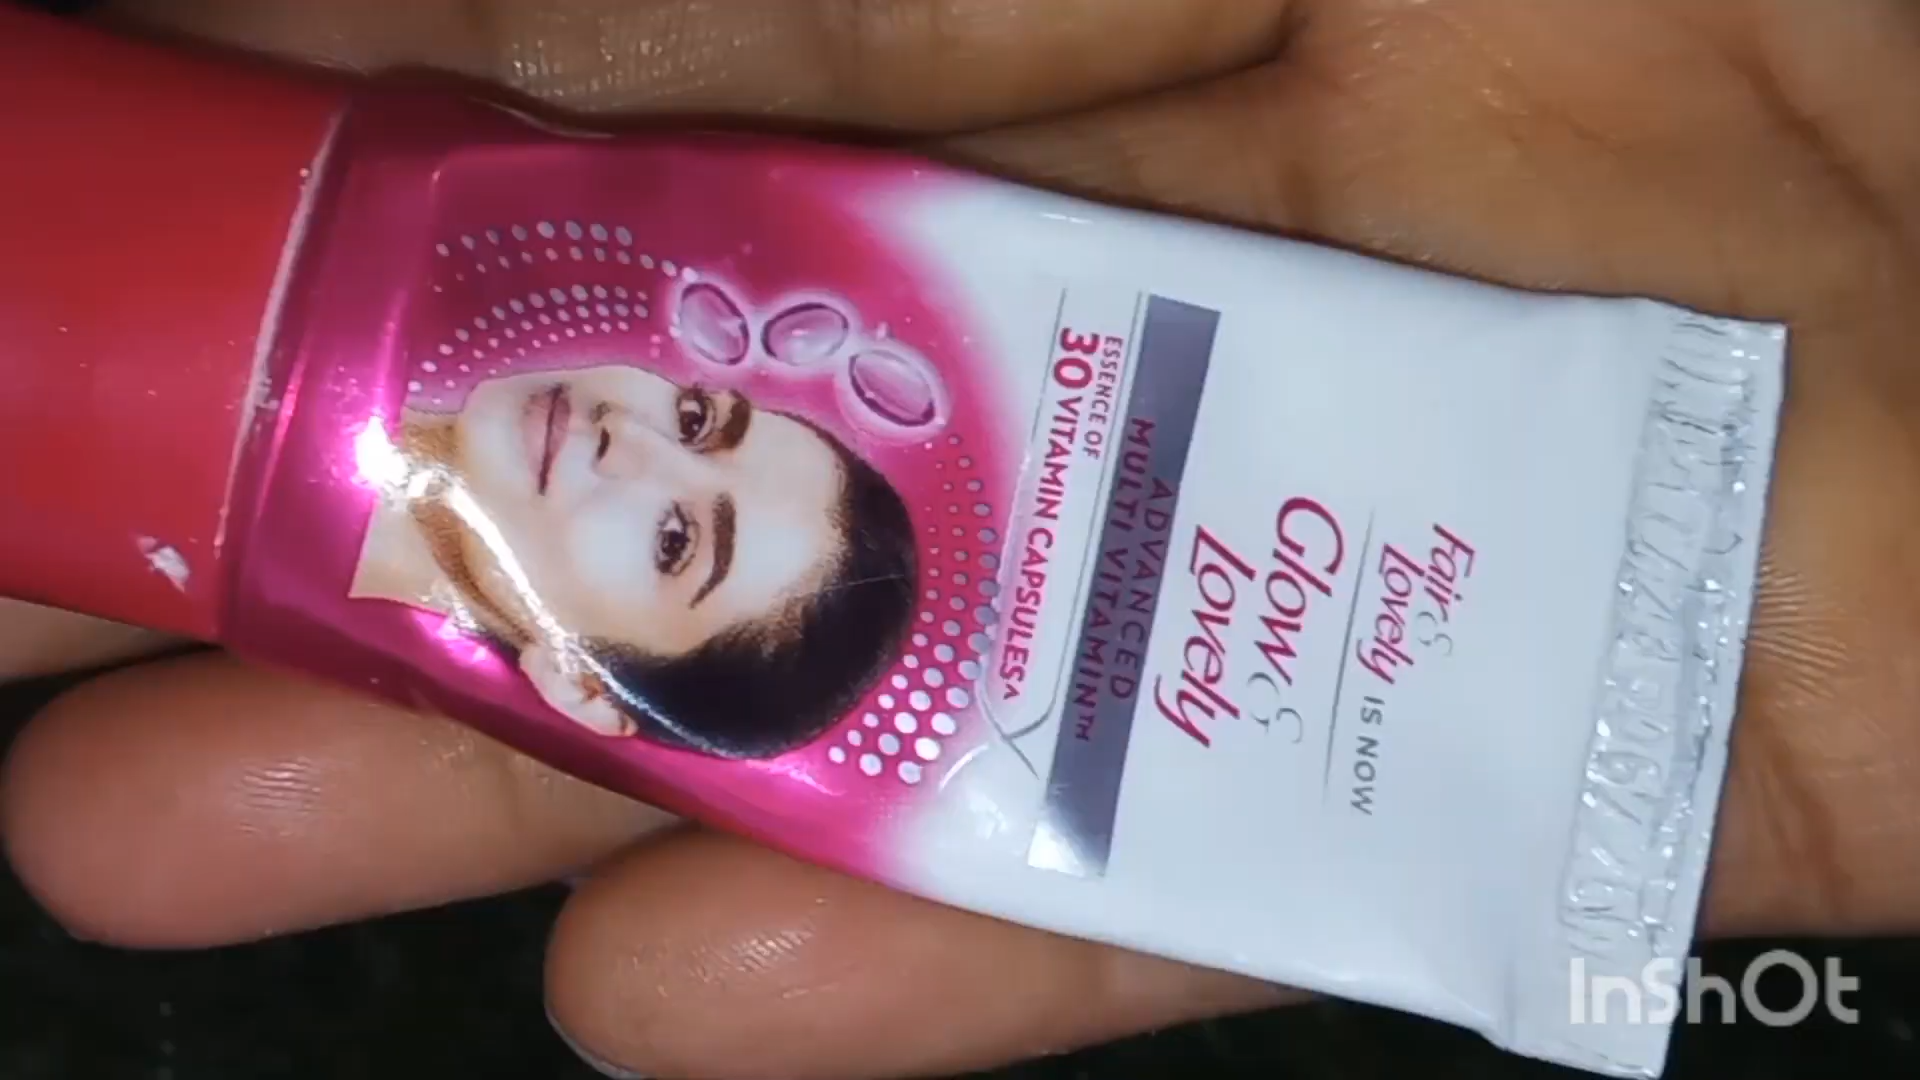 Fair &
Lovely IS NOW
Glow &
Lovely
ADVANCED
MULTI VITAMIN™
ESSENCE OF
30 VITAMIN CAPSULES^
InShOt